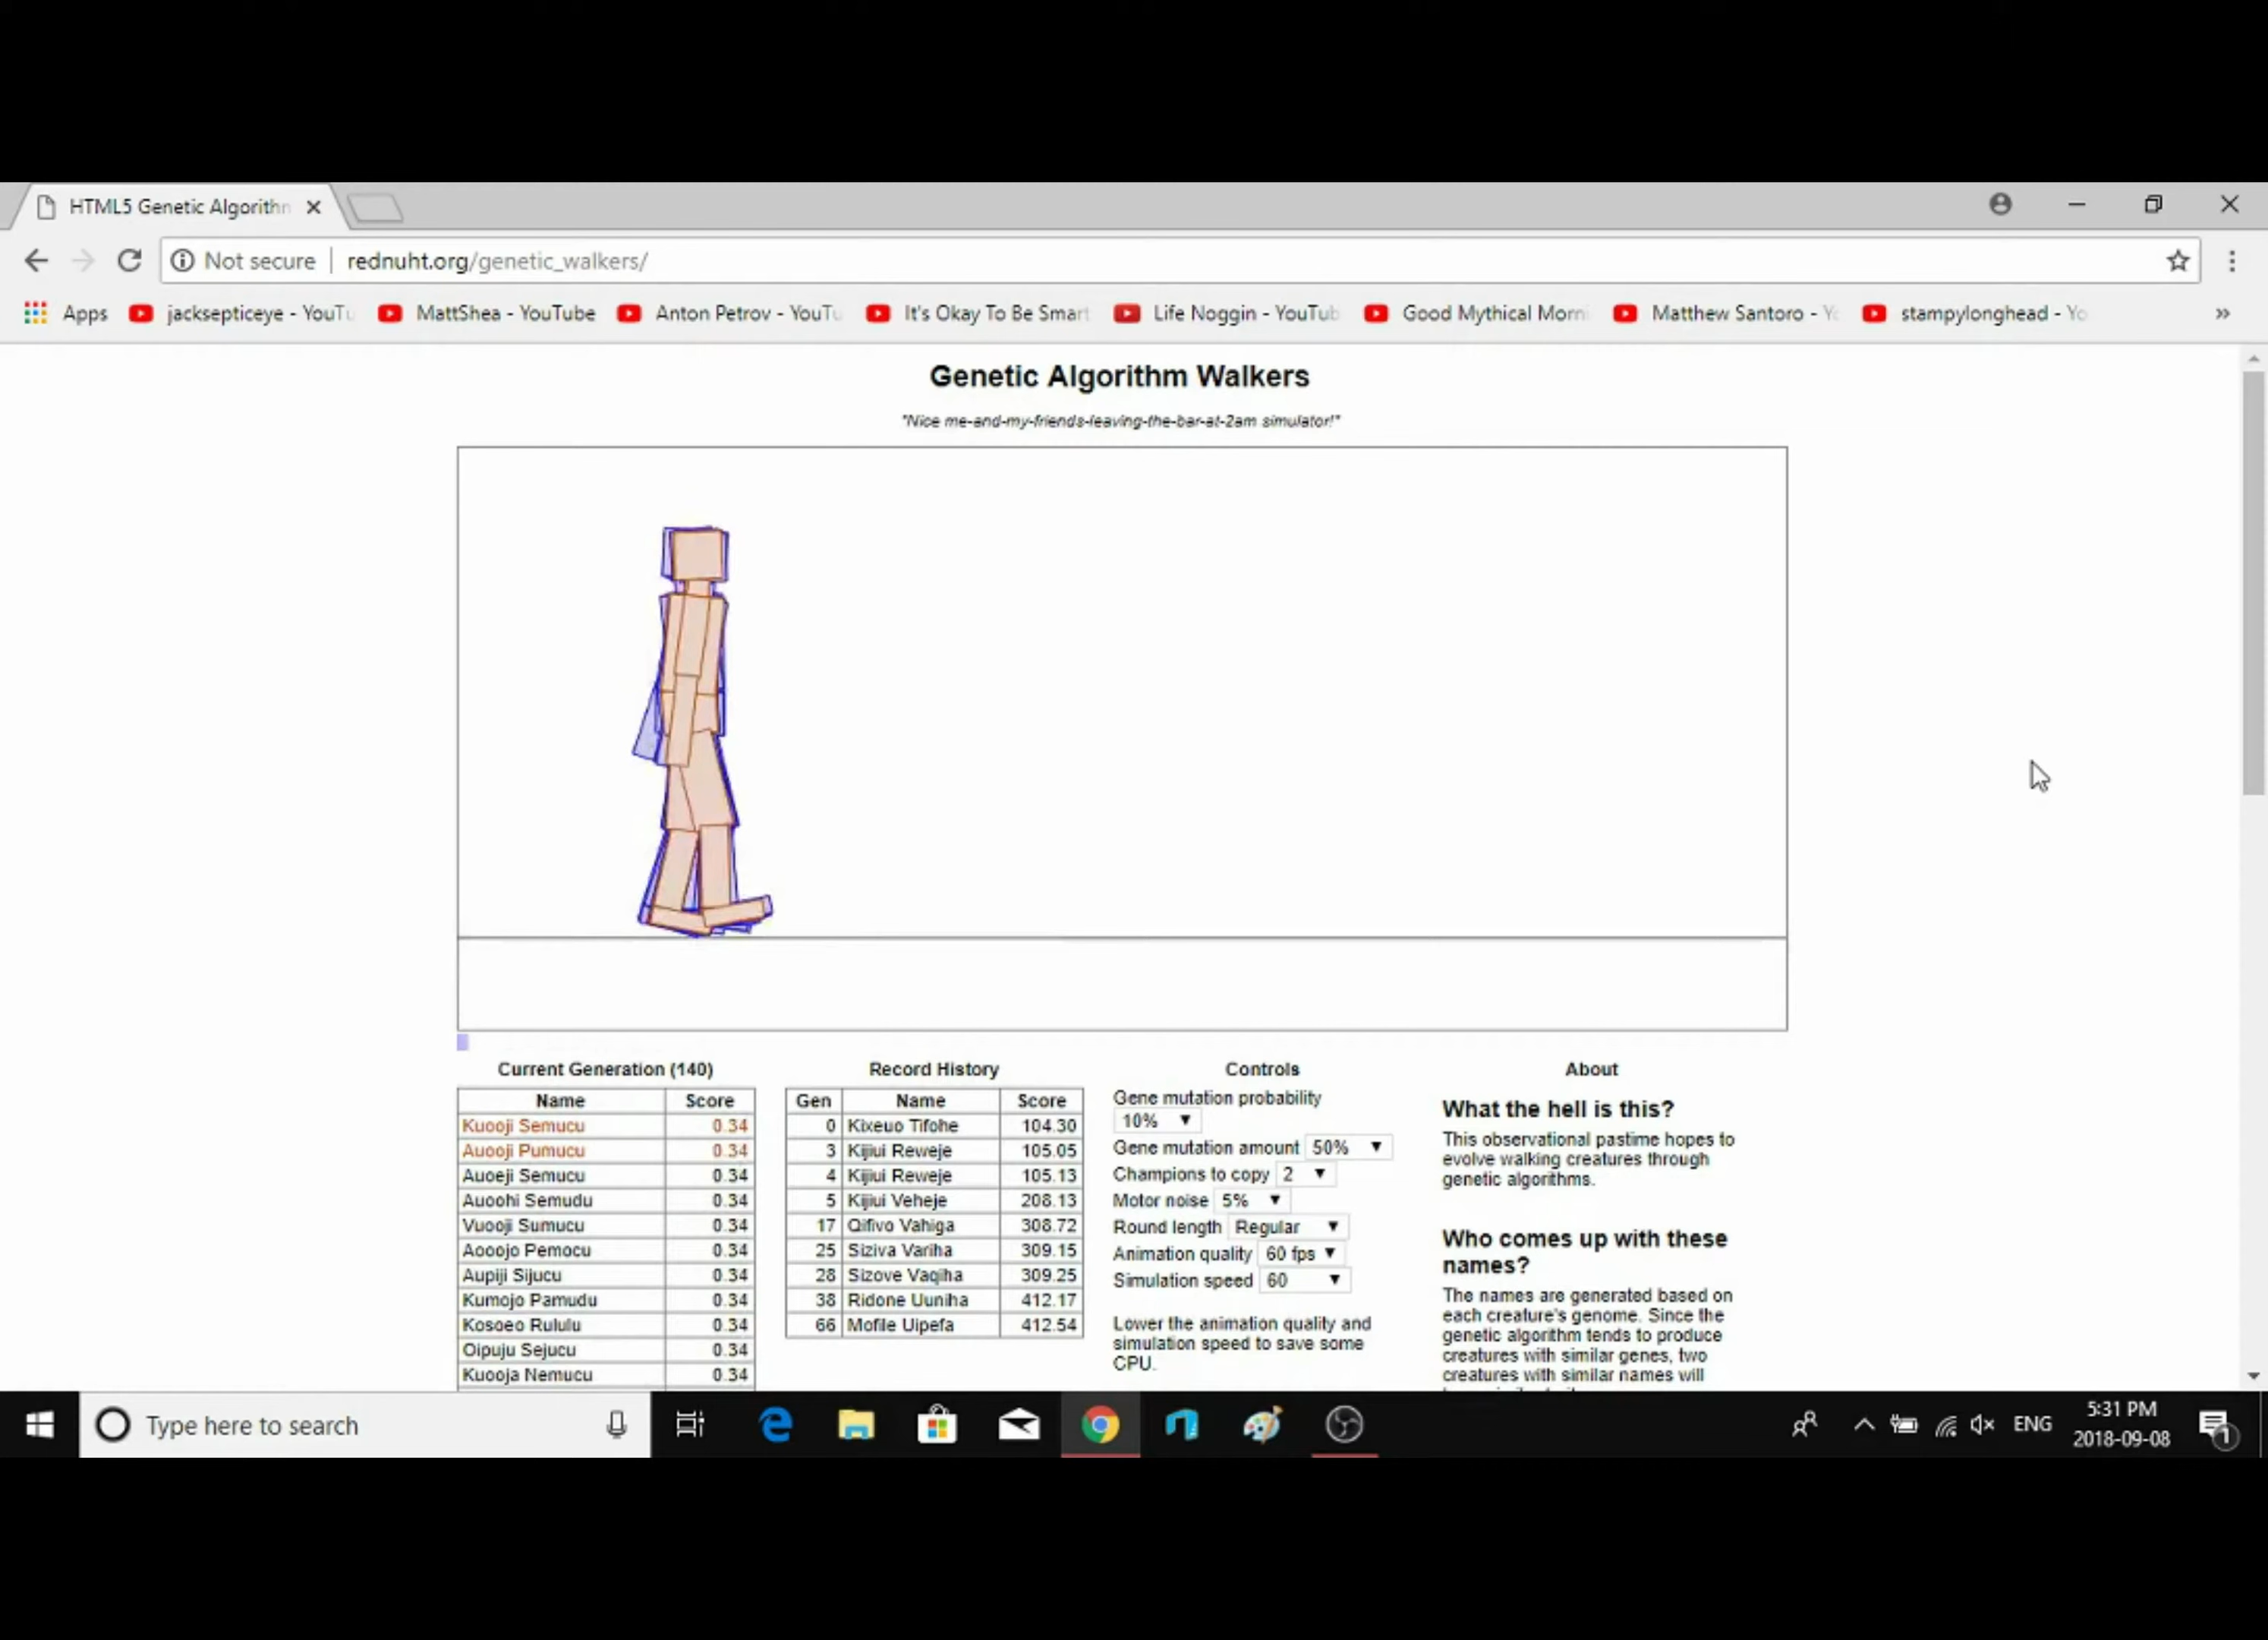 HTML5 Genetic Algorithn
Not secure rednuht.org/genetic_walkers/
Apps jacksepticeye - YouTu MattShea - YouTube Anton Petrov - YouTu It's Okay To Be Smart Life Noggin - YouTub Good Mythical Morni Matthew Santoro - Yo stampylonghead - Yo »
Genetic Algorithm Walkers
"Nice me-and-my-friends-leaving-the-bar-at-2am simulator!"
Current Generation (140)
Name Score
Kuooji Semucu 0.34
Auooji Pumucu 0.34
Auoeji Semucu 0.34
Auoohi Semudu 0.34
Vuooji Sumucu 0.34
Aooojo Pemocu 0.34
Aupiji Sijucu 0.34
Kumojo Pamudu 0.34
Kosoeo Rululu 0.34
Oipuju Sejucu 0.34
Kuooja Nemucu 0.34
Record History
Gen Name Score
0 Kixeuo Tifohe 104.30
3 Kijiui Reweje 105.05
4 Kijiui Reweje 105.13
5 Kijiui Veheje 208.13
17 Qifivo Vahiga 308.72
25 Siziva Variha 309.15
28 Sizove Vaqiha 309.25
38 Ridone Uuniha 412.17
66 Mofile Uipefa 412.54
Controls
Gene mutation probability
10%
Gene mutation amount 50%
Champions to copy 2
Motor noise 5%
Round length Regular
Animation quality 60 fps
Simulation speed 60
Lower the animation quality and
simulation speed to save some
CPU.
About
What the hell is this?
This observational pastime hopes to
evolve walking creatures through
genetic algorithms.
Who comes up with these
names?
The names are generated based on
each creature's genome. Since the
genetic algorithm tends to produce
creatures with similar genes, two
creatures with similar names will
Type here to search
ENG
5:31 PM
2018-09-08
1